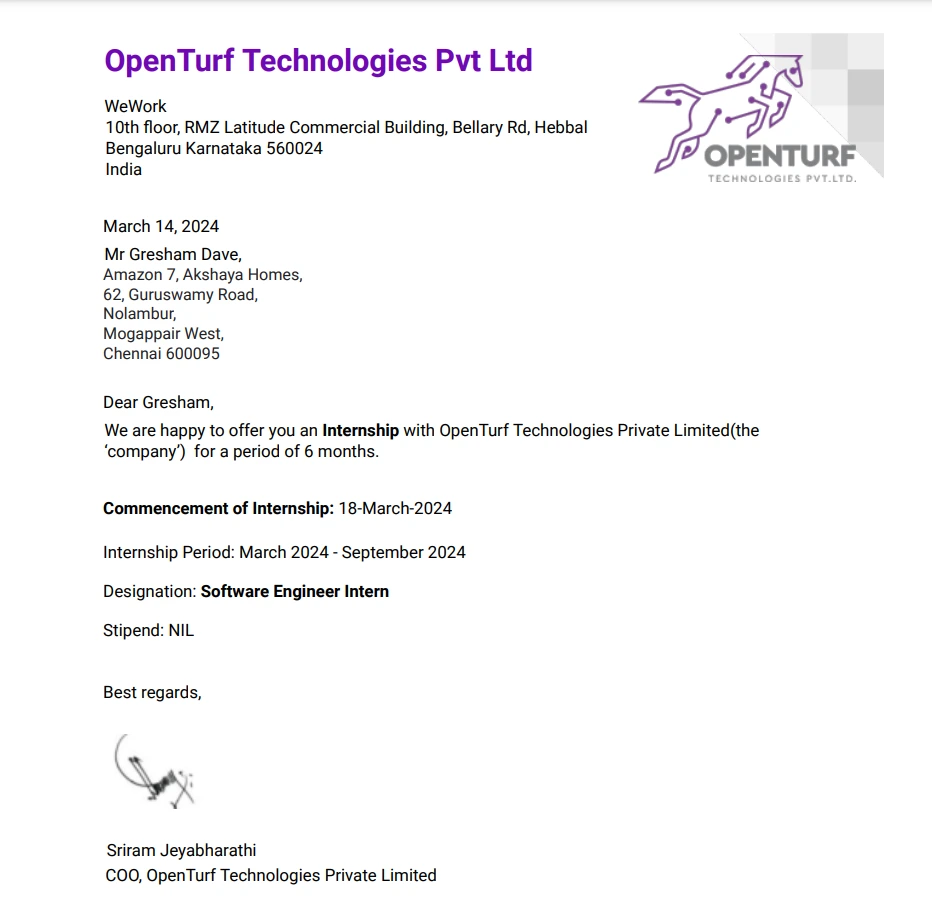 OpenTurf Technologies Pvt Ltd
WeWork
10th floor, RMZ Latitude Commercial Building, Bellary Rd, Hebbal
Bengaluru Karnataka 560024
India
OPENTURF
TECHNOLOGIES PVT.LTD.
March 14, 2024
Mr Gresham Dave,
Amazon 7, Akshaya Homes,
62, Guruswamy Road,
Nolambur,
Mogappair West,
Chennai 600095
Dear Gresham,
We are happy to offer you an Internship with OpenTurf Technologies Private Limited(the
‘company’)  for a period of 6 months.
Commencement of Internship: 18-March-2024
Internship Period: March 2024 - September 2024
Designation: Software Engineer Intern
Stipend: NIL
Best regards,
Sriram Jeyabharathi
COO, OpenTurf Technologies Private Limited